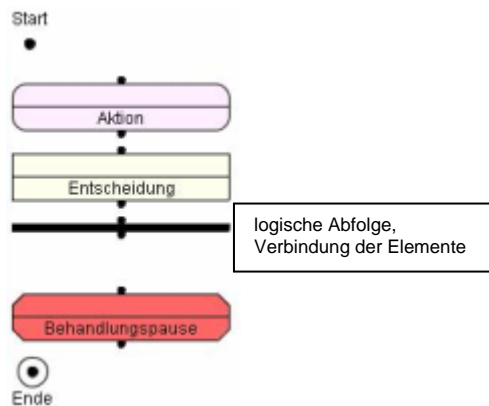 Start
Aktion
Entscheidung
logische Abfolge,
Verbindung der Elemente
Behandlungspause
Ende